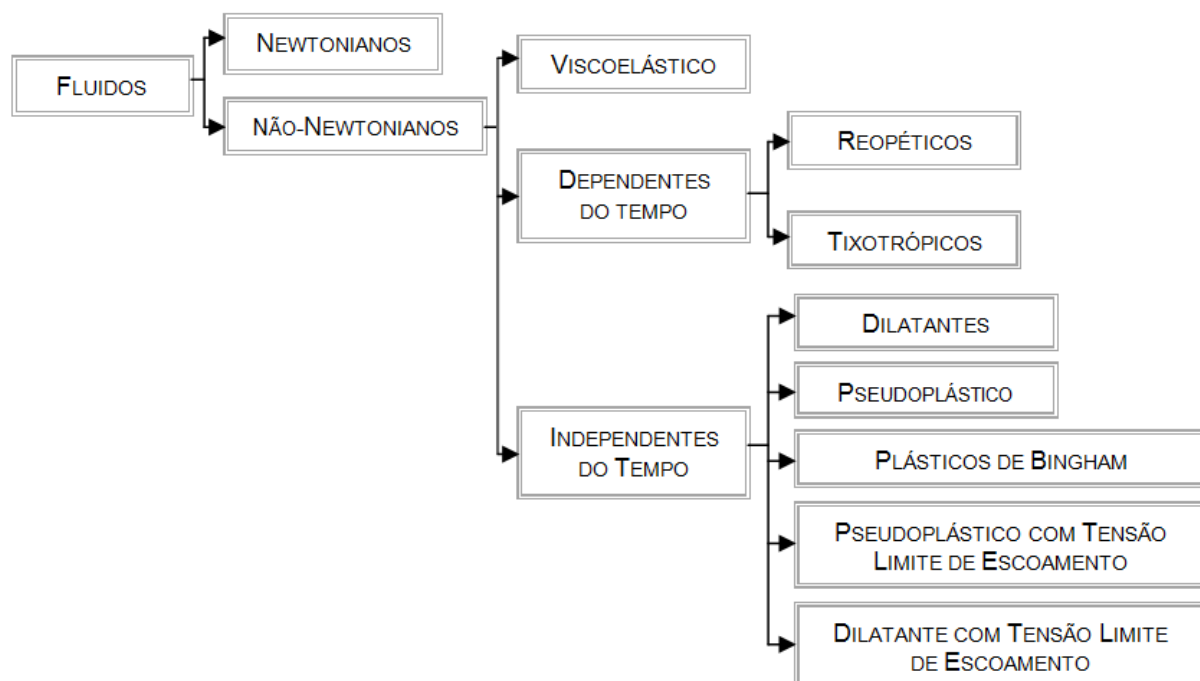 FLUIDOS
NEWTONIANOS
NÃO-NEWTONIANOS
VISCOELÁSTICO
DEPENDENTES
DO TEMPO
REOPÉTICOS
TIXOTRÓPICOS
INDEPENDENTES
DO TEMPO
DILATANTES
PSEUDOPLÁSTICO
PLÁSTICOS DE BINGHAM
PSEUDOPLÁSTICO COM TENSÃO
LIMITE DE ESCOAMENTO
DILATANTE COM TENSÃO LIMITE
DE ESCOAMENTO